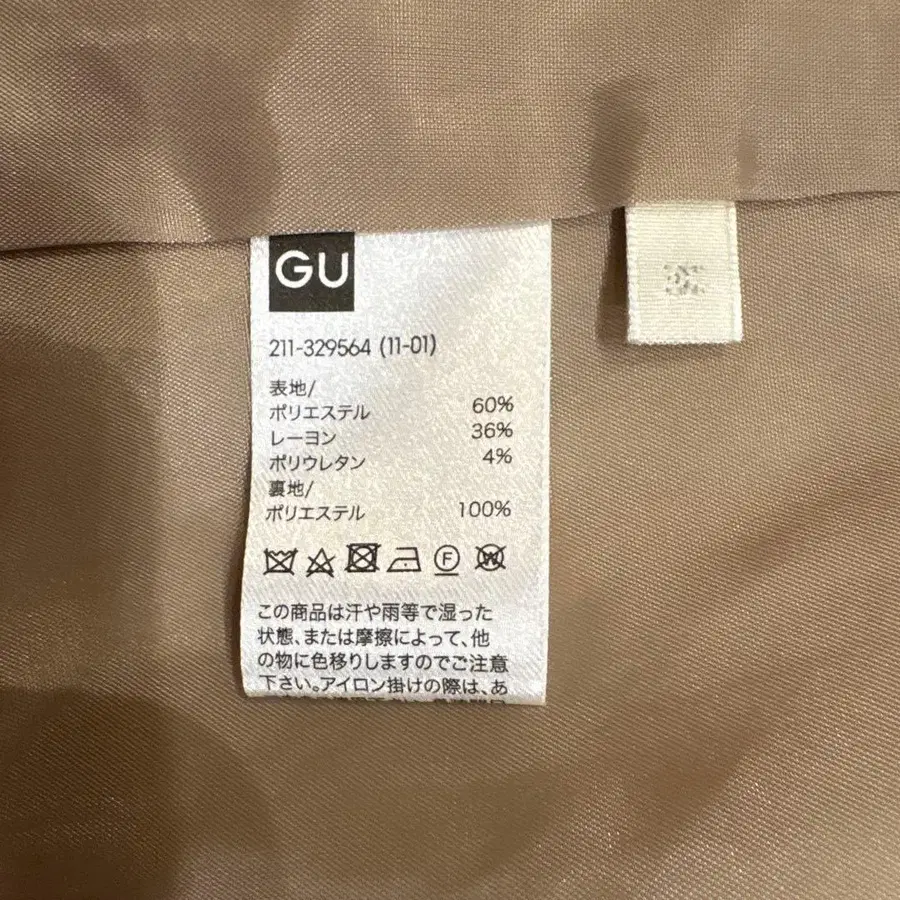 GU
211-329564 (11-01)
表地/
ポリエステル 60%
レーヨン 36%
ポリウレタン 4%
裏地/
ポリエステル 100%
F
W
この商品は汗や雨等で湿った
状態、または摩擦によって、他
の物に色移りしますのでご注意
下さい。アイロン掛けの際は、あ